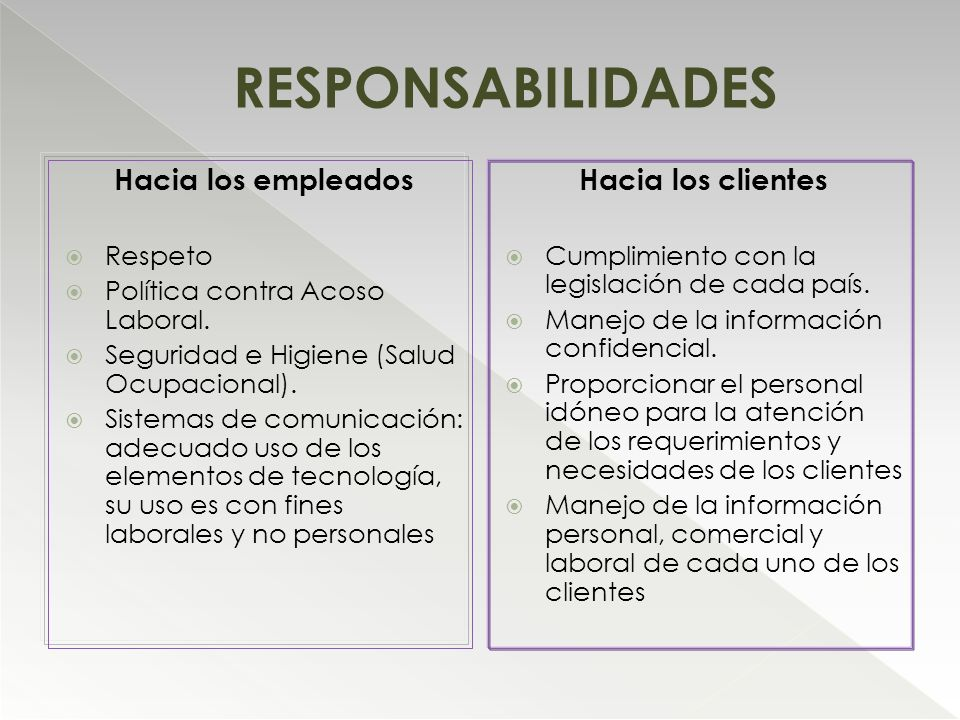 RESPONSABILIDADES
Hacia los empleados
Respeto
Política contra Acoso
Laboral.
Seguridad e Higiene (Salud
Ocupacional).
Sistemas de comunicación:
adecuado uso de los
elementos de tecnología,
su uso es con fines
laborales y no personales
Hacia los clientes
Cumplimiento con la
legislación de cada país.
Manejo de la información
confidencial.
Proporcionar el personal
idóneo para la atención
de los requerimientos y
necesidades de los clientes
Manejo de la información
personal, comercial y
laboral de cada uno de los
clientes